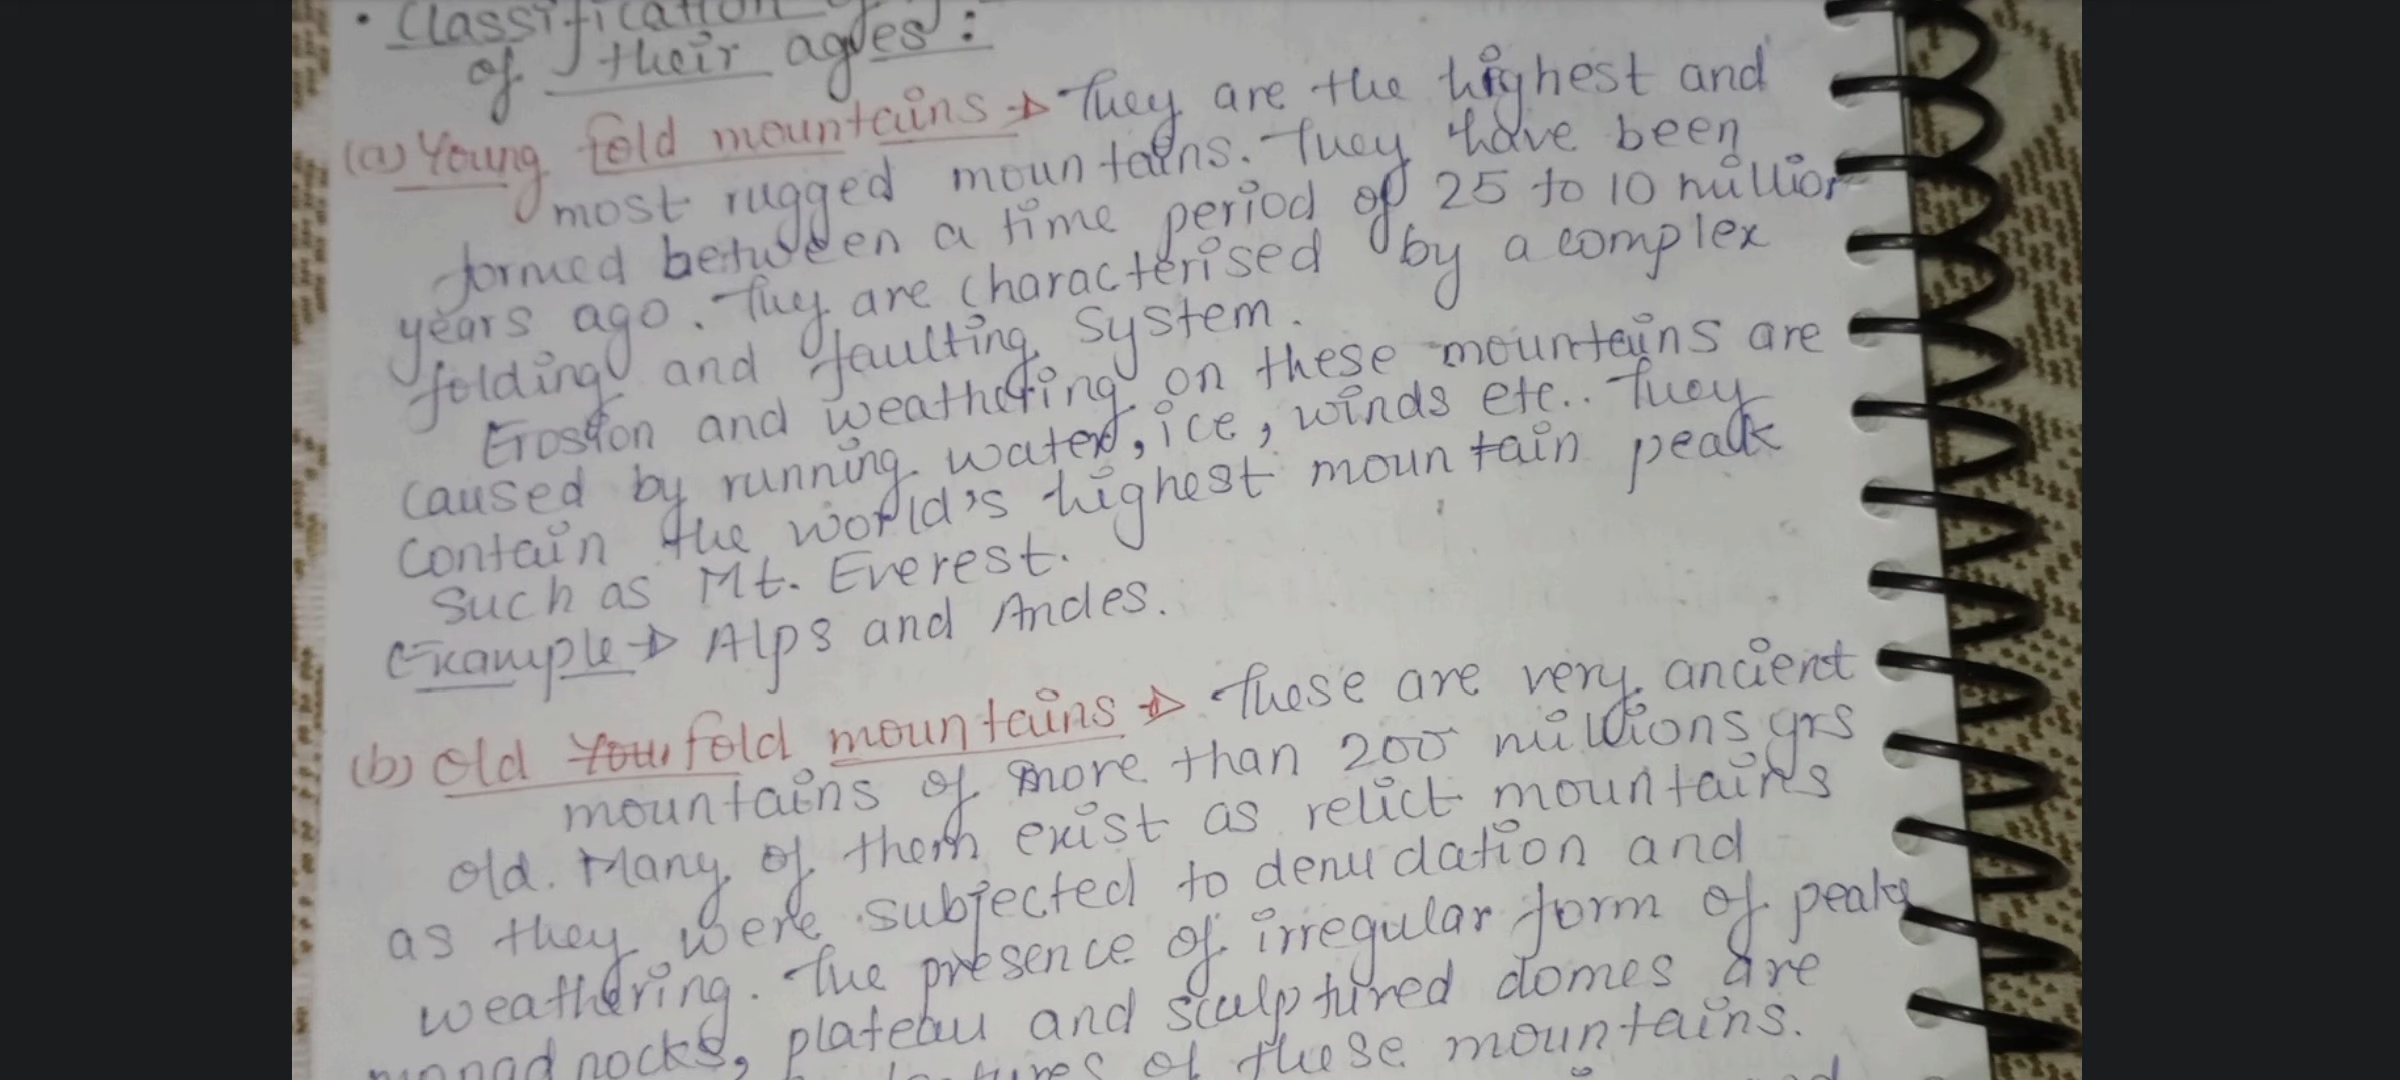 • Classification of
of their ages:
(a) Young fold mountains → They are the highest and
most rugged mountains. They have been
formed between a time period of 25 to 10 million
years ago. They are characterised by a complex
folding and faulting system.
Erosion and weathering on these mountains are
caused by running water, ice, winds etc.. They
contain the world's highest mountain peak
such as Mt. Everest.
Example → Alps and Andes.
(b) Old fold mountains → These are very ancient
mountains of more than 200 millions yrs
old. Many of them exist as relict mountains
as they were subjected to denudation and
weathering. The presence of irregular form of peaks
monadnocks, plateau and sculptured domes are
of these mountains.